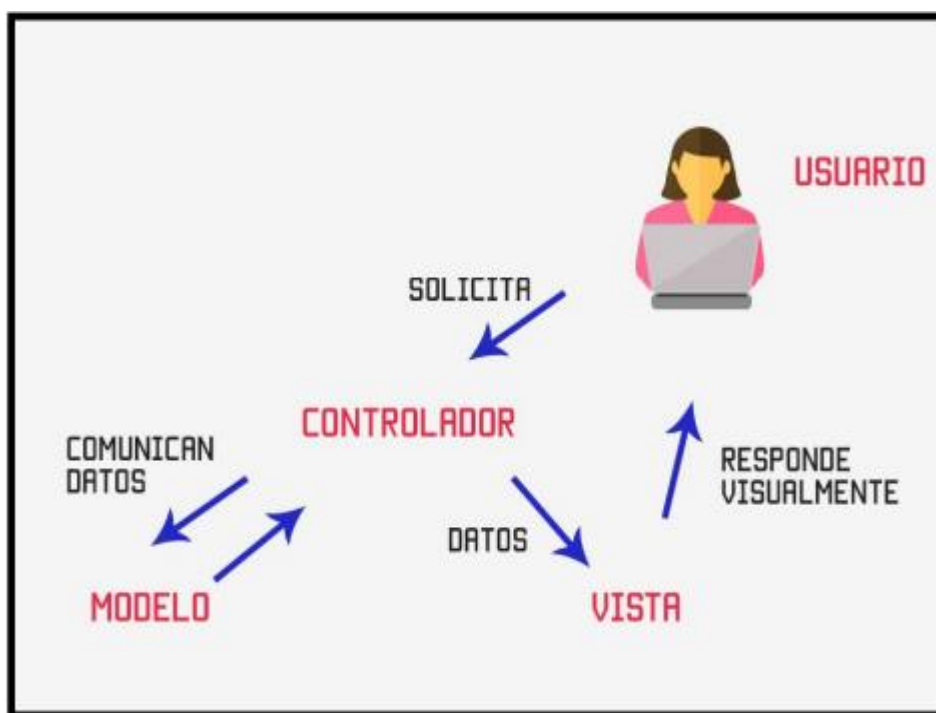 USUARIO
SOLICITA
CONTROLADOR
COMUNICAN
DATOS
RESPONDE
VISUALMENTE
DATOS
MODELO
VISTA